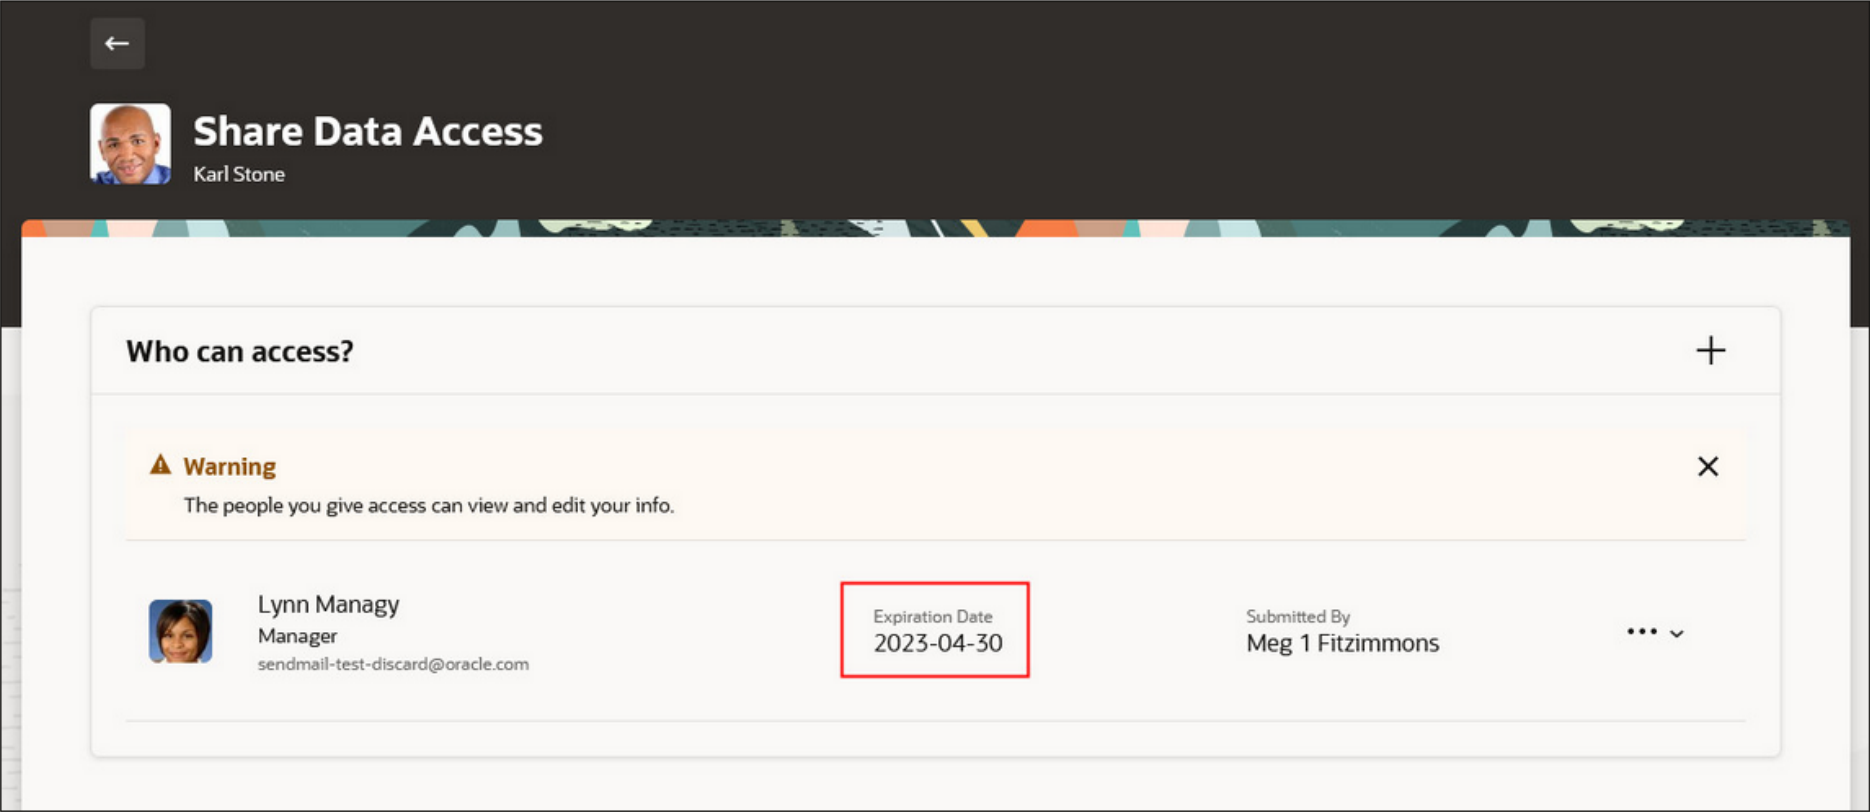 Share Data Access
Karl Stone
Who can access?
Warning
The people you give access can view and edit your info.
Lynn Managy
Manager
sendmail-test-discard@oracle.com
Expiration Date
2023-04-30
Submitted By
Meg 1 Fitzimmons